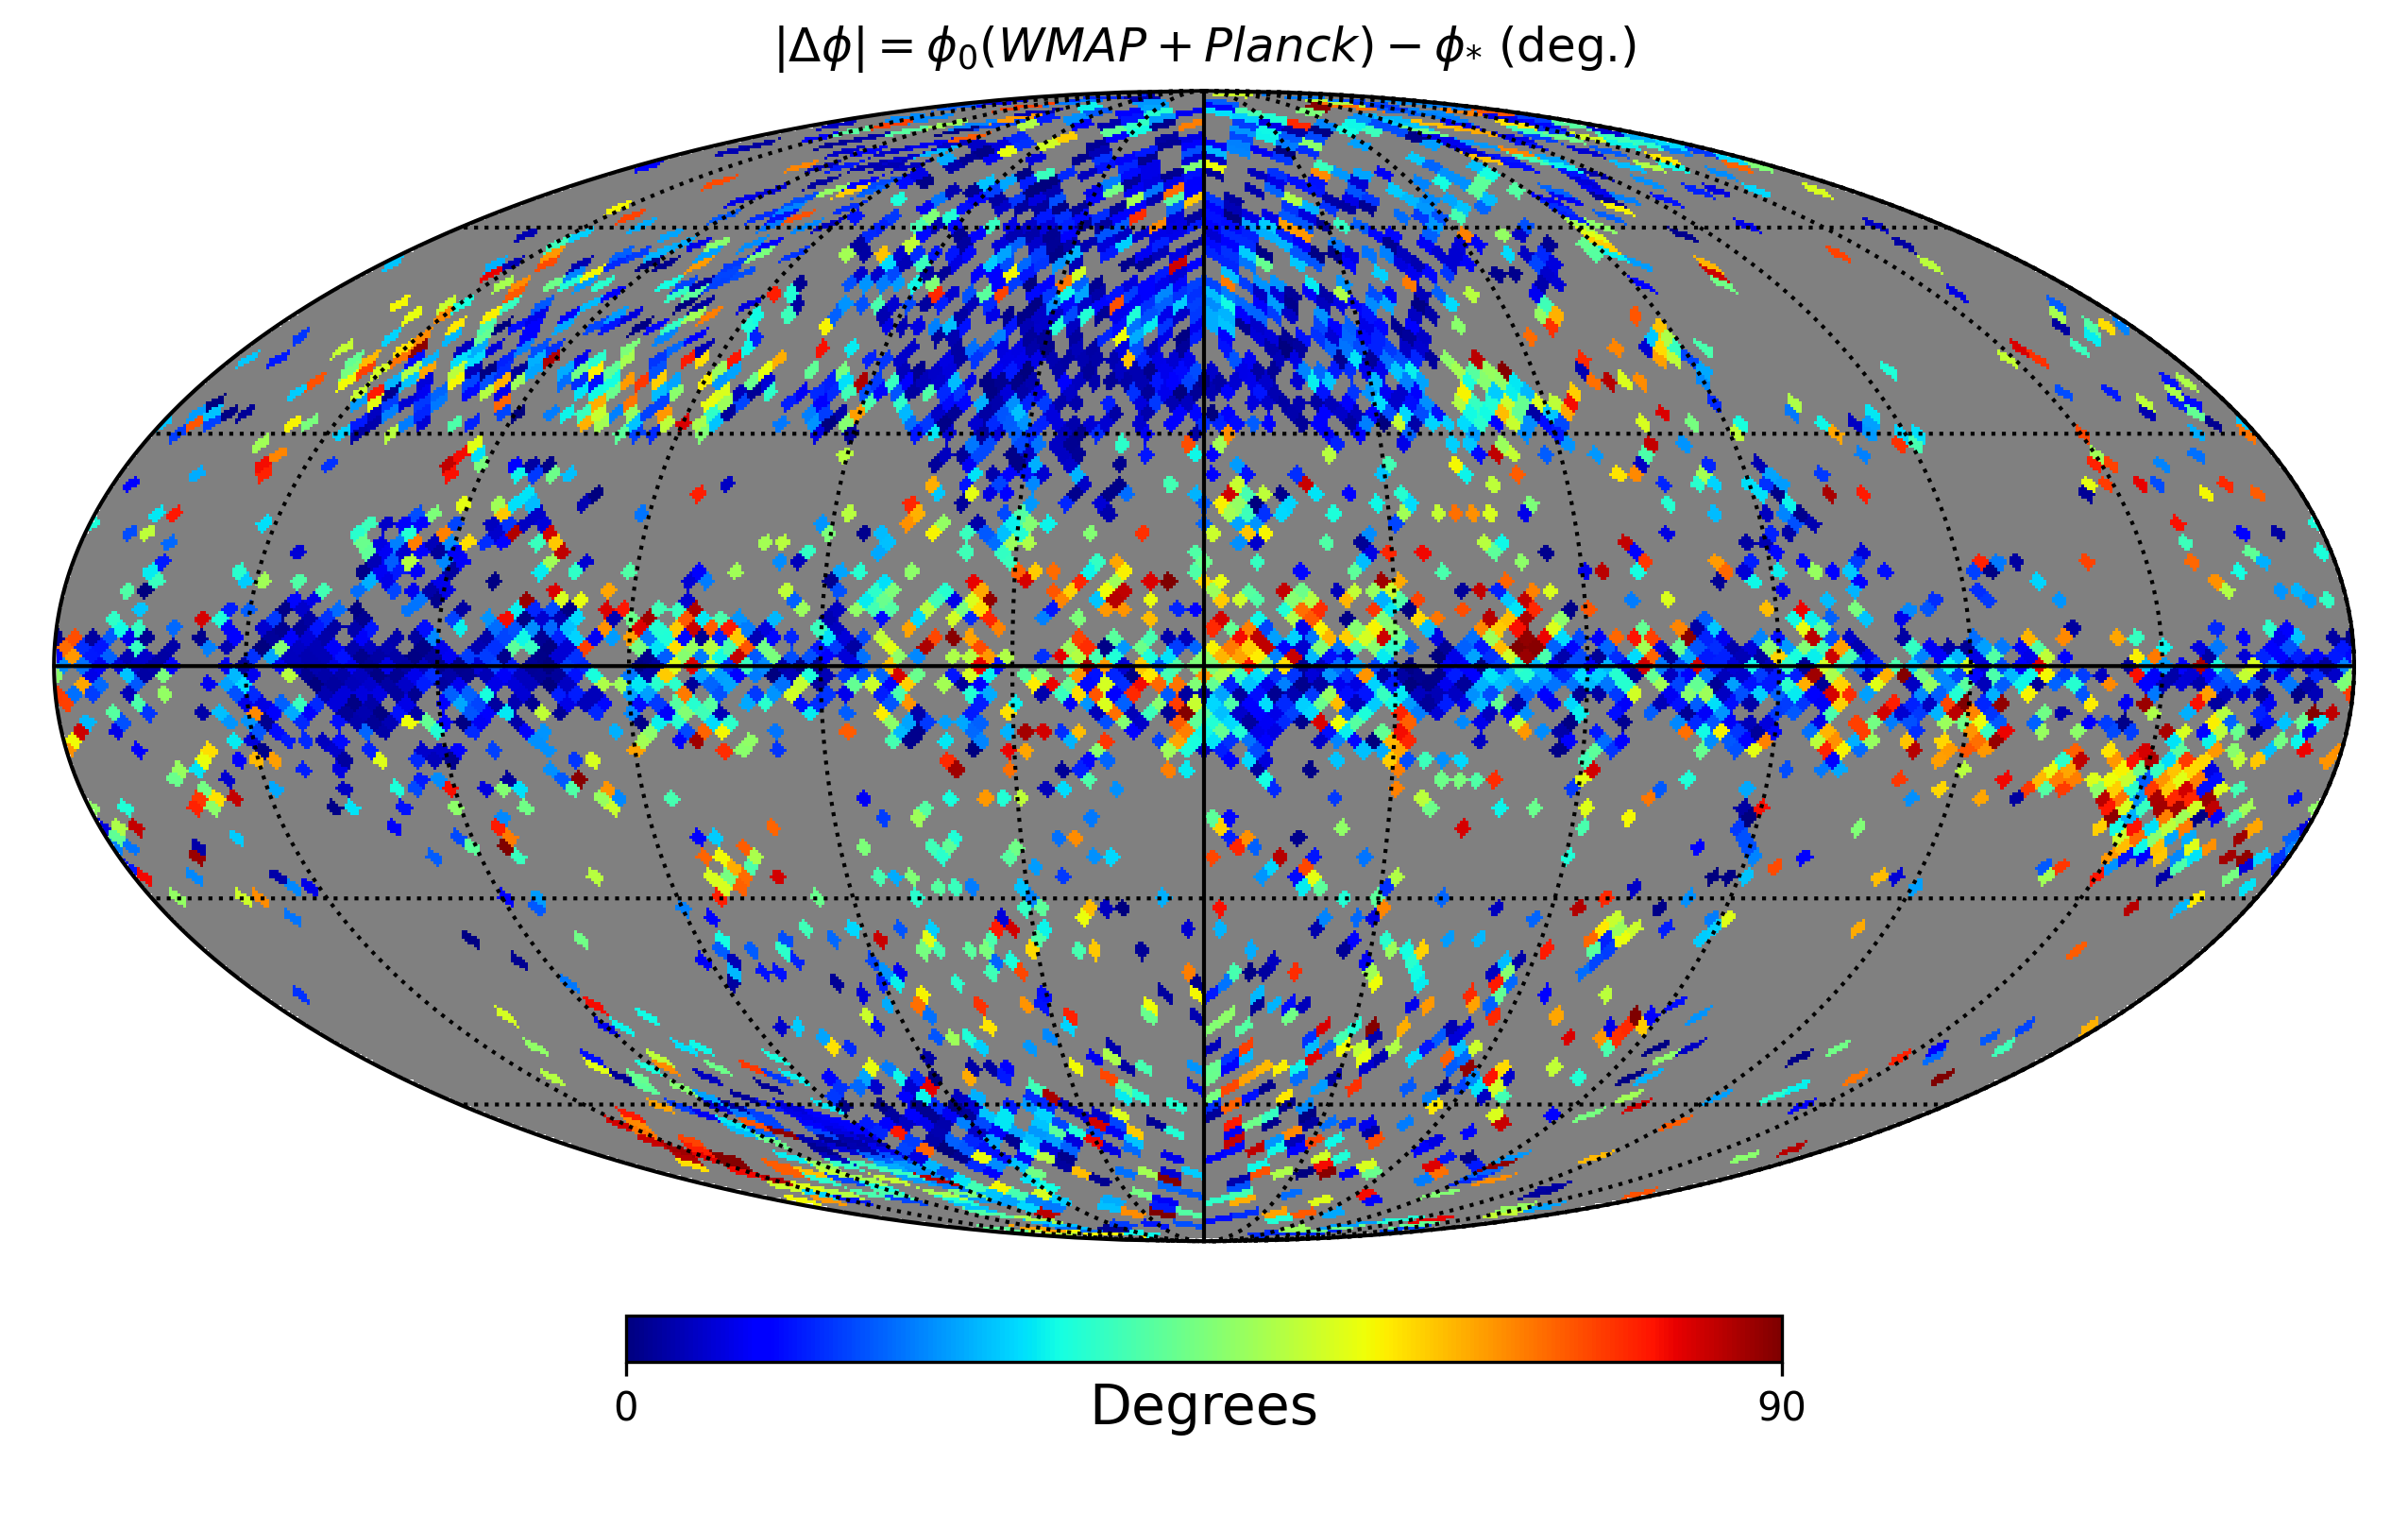 |Δϕ| = ϕ₀(WMAP + Planck) − ϕ∗ (deg.)
0 90
Degrees